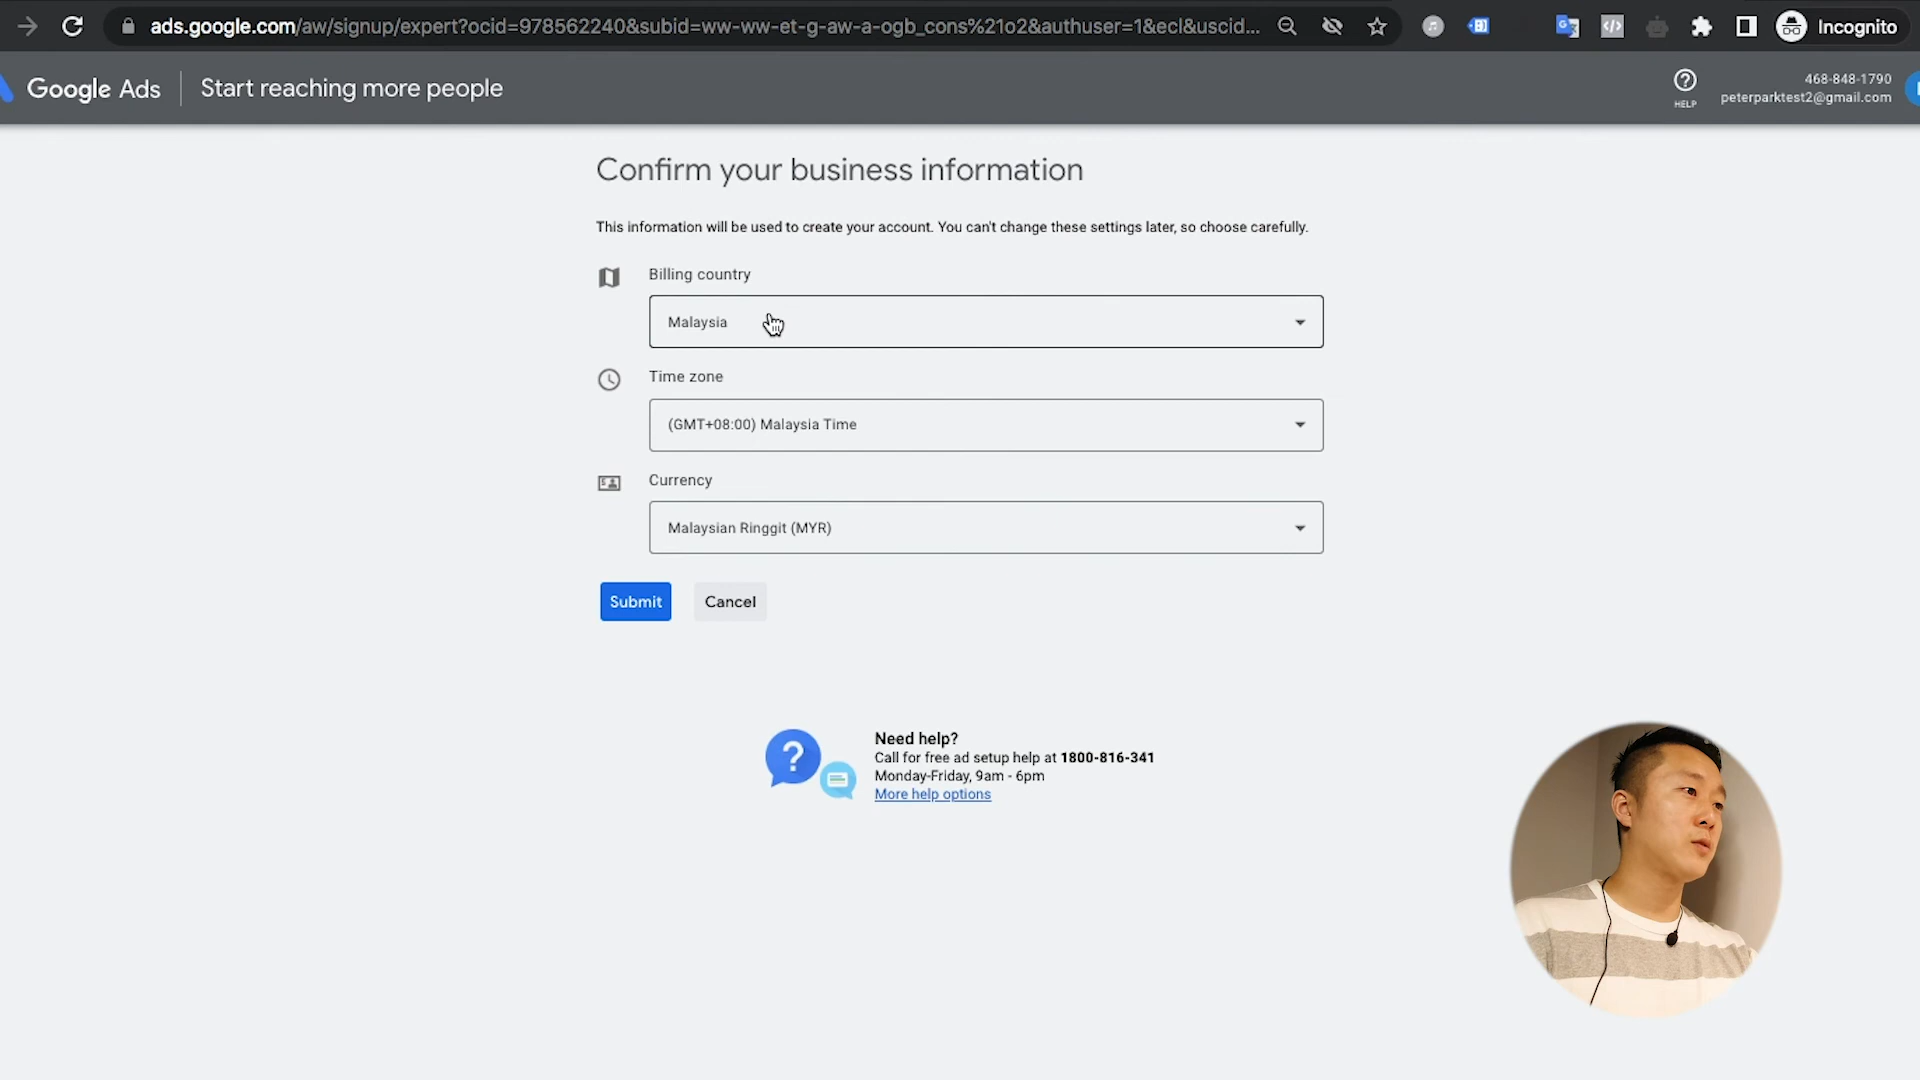 ads.google.com/aw/signup/expert?ocid=978562240&subid=ww-ww-et-g-aw-a-ogb_cons%21o2&authuser=1&ecl&uscid...
Incognito
Google Ads
Start reaching more people
HELP
468-848-1790
peterparktest2@gmail.com
Confirm your business information
This information will be used to create your account. You can't change these settings later, so choose carefully.
Billing country
Malaysia
Time zone
(GMT+08:00) Malaysia Time
Currency
Malaysian Ringgit (MYR)
Submit
Cancel
Need help?
Call for free ad setup help at 1800-816-341
Monday-Friday, 9am - 6pm
More help options